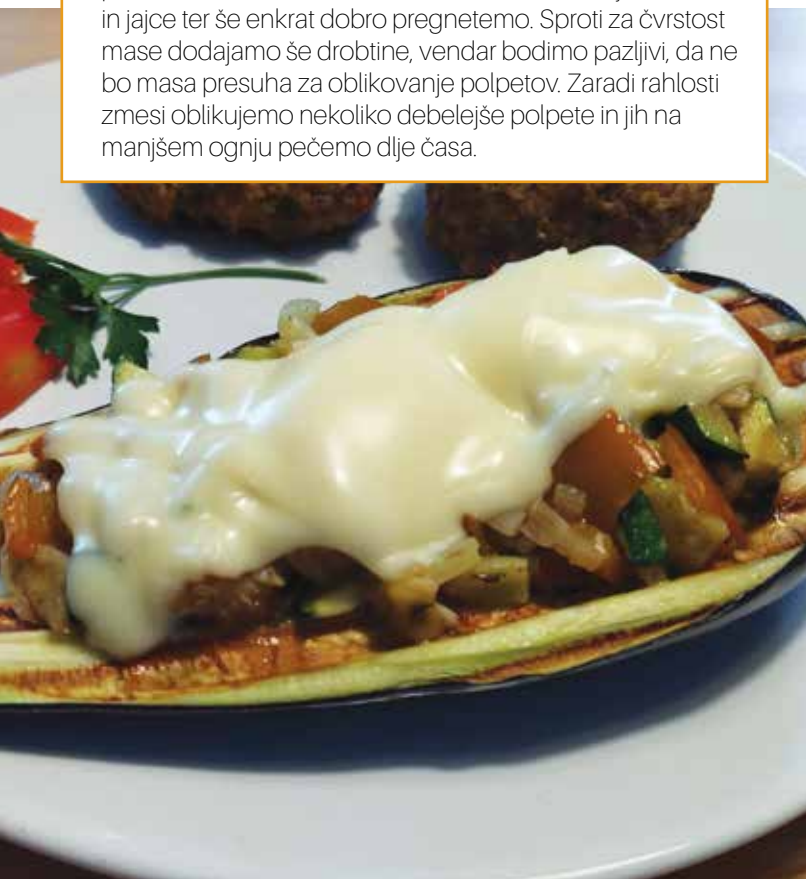 in jajce ter še enkrat dobro pregnetemo. Sproti za čvrstost
mase dodajamo še drobtine, vendar bodimo pazljivi, da ne
bo masa presuha za oblikovanje polpetov. Zaradi rahlosti
zmesi oblikujemo nekoliko debelejše polpete in jih na
manjšem ognju pečemo dlje časa.